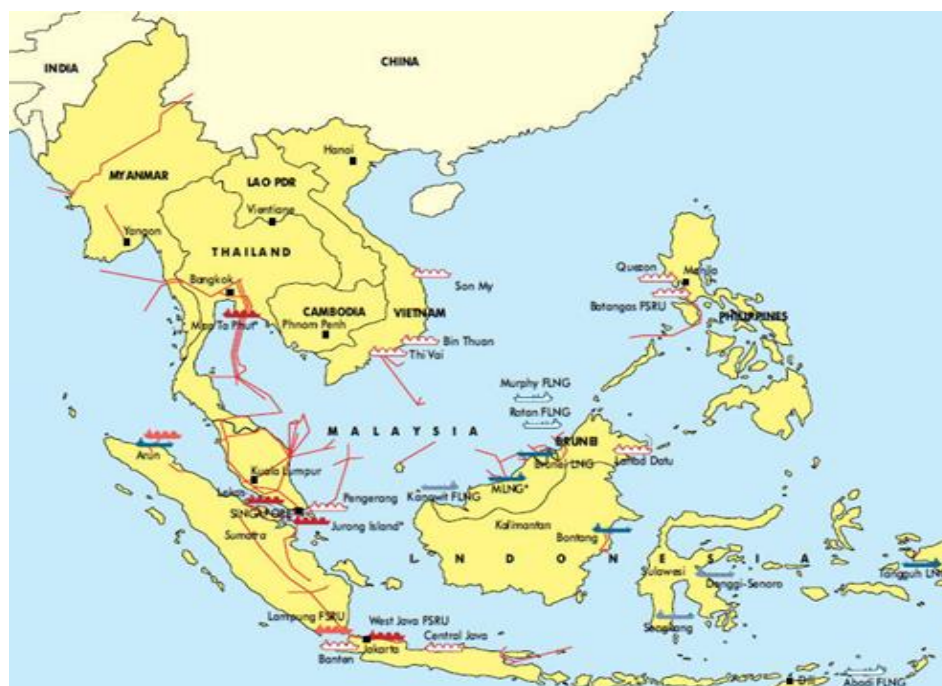 CHINA
INDIA
Hanoi
MYANMAR
LAO PDR
Vientiane
Yangon
THAILAND
Quezon
Manila
Bangkok
Son My
Batangas FSRU
CAMBODIA
VIETNAM
PHILIPPINES
Map Ta Phut*
Phnom Penh
Bin Thuan
Thi Vai
Murphy FLNG
Rotan FLNG
MALAYSIA
BRUNEI
Arun
Brunei LNG
Lahad Datu
Kuala Lumpur
MLNG*
Lekas
Pengerang
Kanowit FLNG
SINGAPORE
Jurong Island*
Kalimantan
Sumatra
Bontang
INDONESIA
Sulawesi
Donggi-Senoro
Tangguh LN
Lampung FSRU
West Java FSRU
Sengkang
Central Java
Jakarta
Banten
Dili
Abadi FLNG